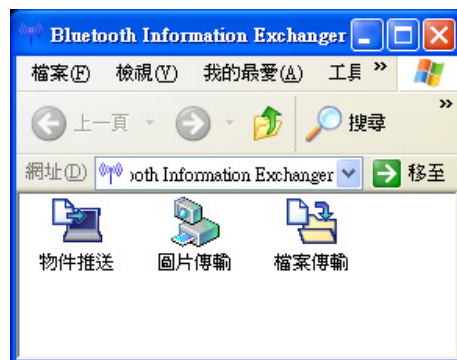 Bluetooth Information Exchanger
檔案(F) 檢視(V) 我的最愛(A) 工具 »
上一頁 搜尋 »
網址(D) ooth Information Exchanger 移至
物件推送 圖片傳輸 檔案傳輸